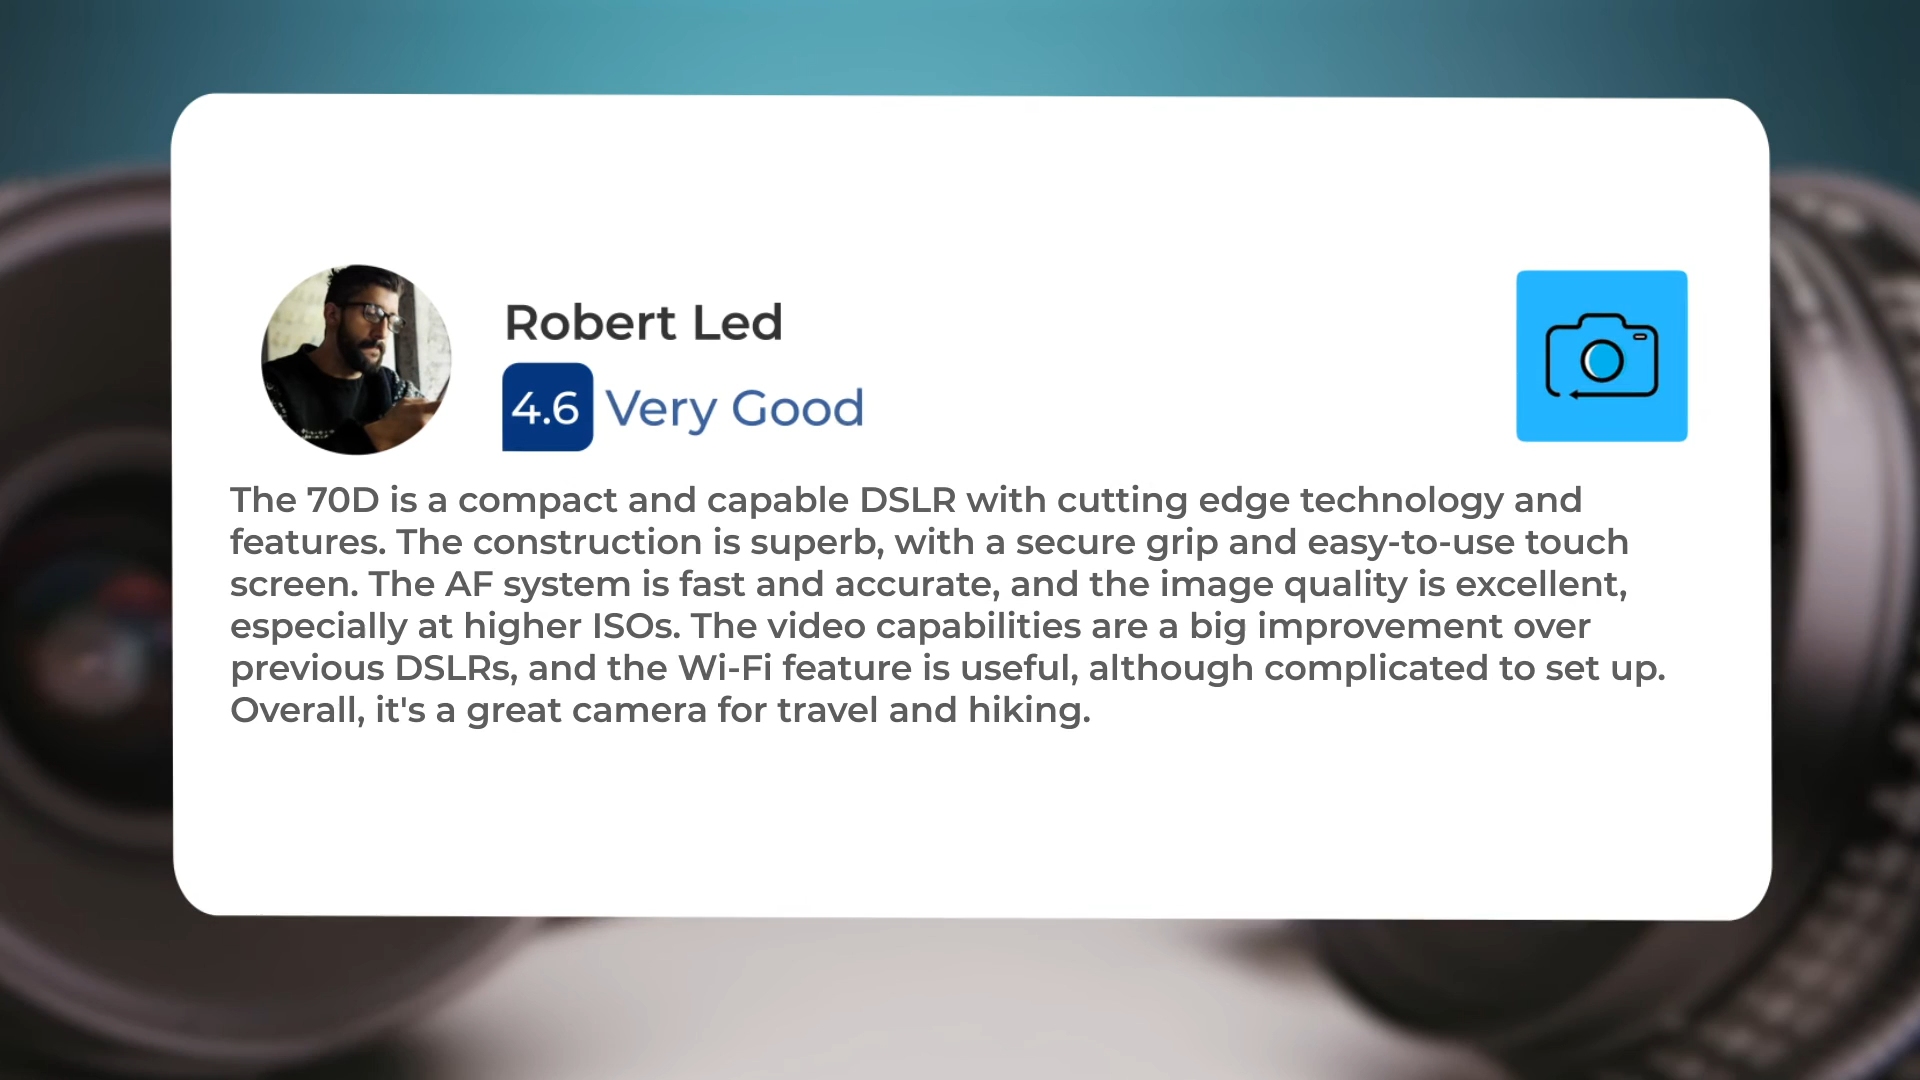 Robert Led
4.6 Very Good
The 70D is a compact and capable DSLR with cutting edge technology and
features. The construction is superb, with a secure grip and easy-to-use touch
screen. The AF system is fast and accurate, and the image quality is excellent,
especially at higher ISOs. The video capabilities are a big improvement over
previous DSLRs, and the Wi-Fi feature is useful, although complicated to set up.
Overall, it's a great camera for travel and hiking.